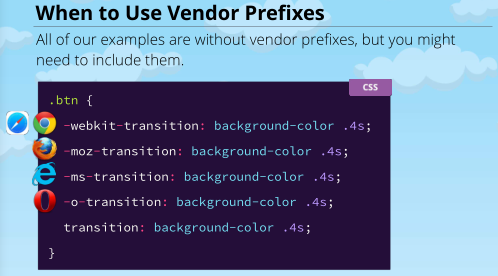 When to Use Vendor Prefixes
All of our examples are without vendor prefixes, but you might
need to include them.
CSS
.btn {
-webkit-transition: background-color .4s;
-moz-transition: background-color .4s;
-ms-transition: background-color .4s;
-o-transition: background-color .4s;
transition: background-color .4s;
}